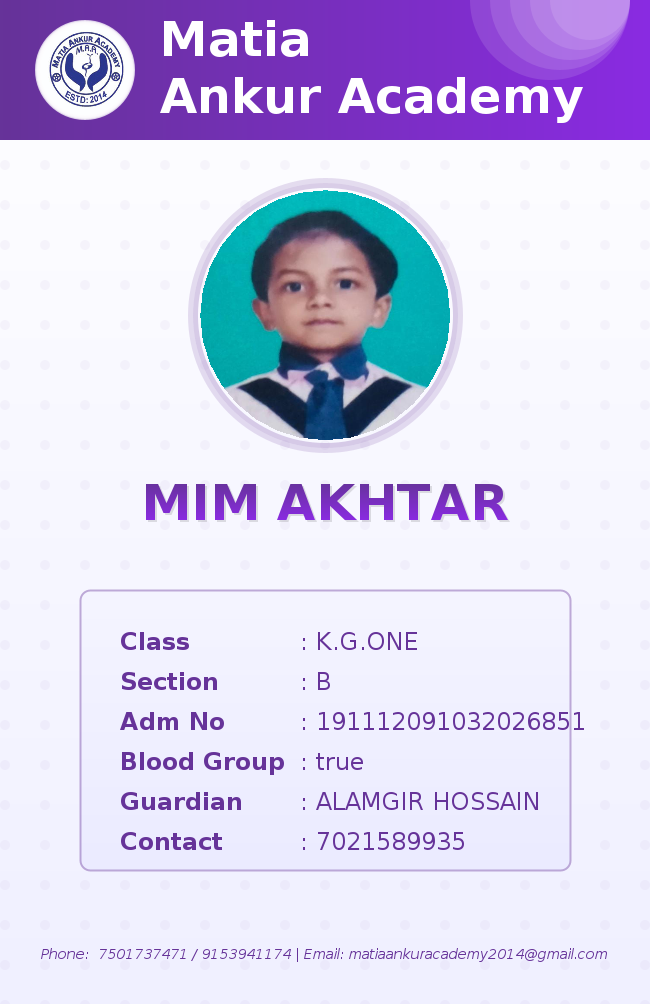 Matia
Ankur Academy
MATIA ANKUR ACADEMY
M.A.A.
ESTD: 2014
MIM AKHTAR
Class : K.G.ONE
Section : B
Adm No : 191112091032026851
Blood Group : true
Guardian : ALAMGIR HOSSAIN
Contact : 7021589935
Phone: 7501737471 / 9153941174 | Email: matiaankuracademy2014@gmail.com